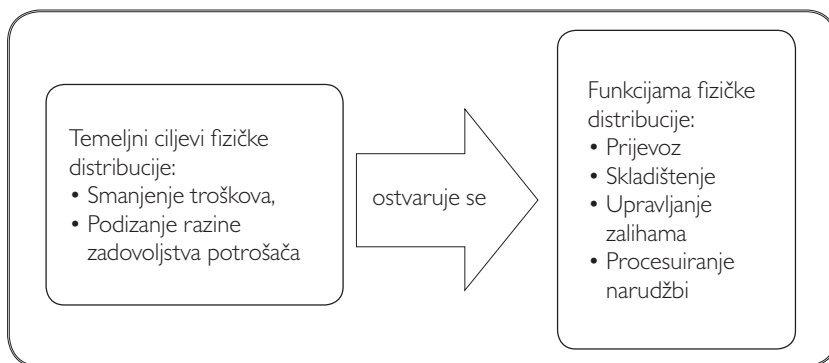 Temeljni ciljevi fizičke
distribucije:
• Smanjenje troškova,
• Podizanje razine
zadovoljstva potrošača
ostvaruje se
Funkcijama fizičke
distribucije:
• Prijevoz
• Skladištenje
• Upravljanje
zalihama
• Procesuiranje
narudžbi